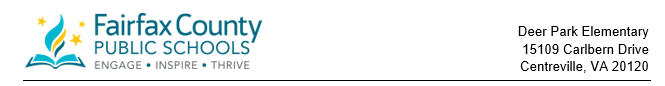 Fairfax County
PUBLIC SCHOOLS
ENGAGE • INSPIRE • THRIVE
Deer Park Elementary
15109 Carlbern Drive
Centreville, VA 20120